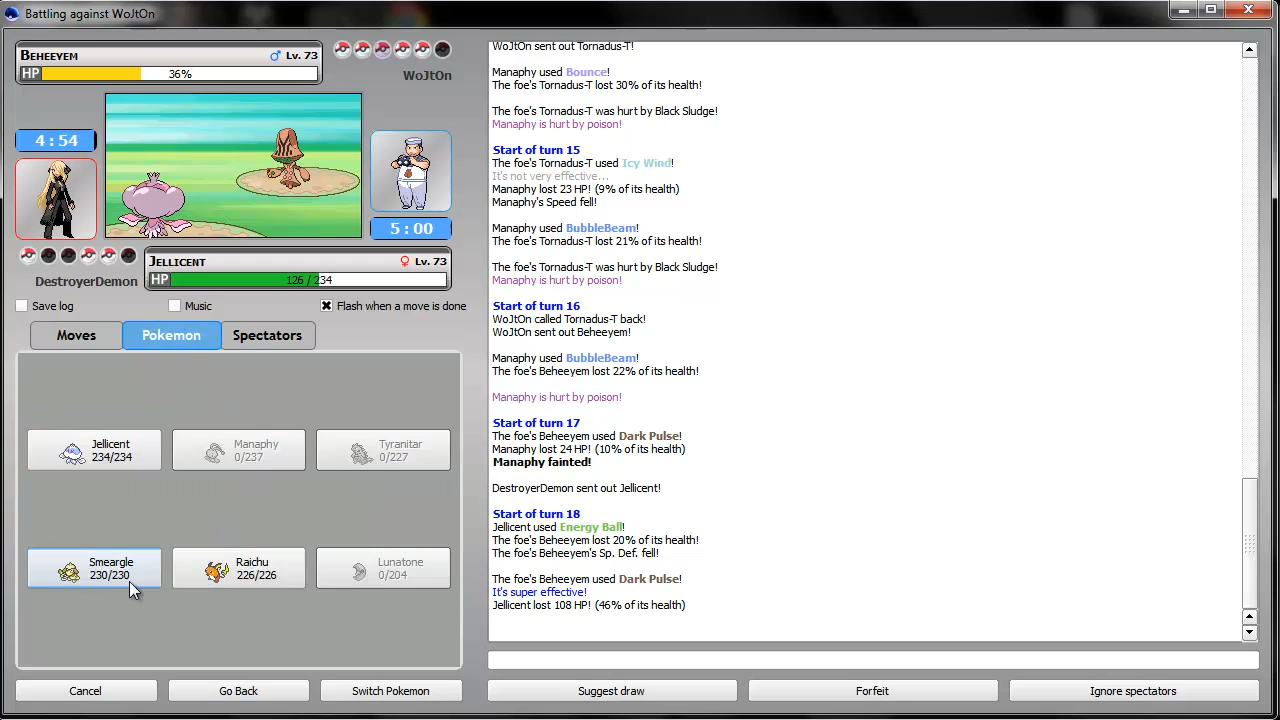 Battling against WoJtOn
BEHEEYEM Lv. 73
HP 36%
WoJtOn
4:54
5:00
JELLICENT Lv. 73
HP 126 / 234
DestroyerDemon
Save log Music Flash when a move is done
Moves Pokemon Spectators
Jellicent
234/234
Manaphy
0/237
Tyranitar
0/227
Smeargle
230/230
Raichu
226/226
Lunatone
0/204
Cancel Go Back Switch Pokemon
WoJtOn sent out Tornadus-T!
Manaphy used Bounce!
The foe's Tornadus-T lost 30% of its health!
The foe's Tornadus-T was hurt by Black Sludge!
Manaphy is hurt by poison!
Start of turn 15
The foe's Tornadus-T used Icy Wind!
It's not very effective...
Manaphy lost 23 HP! (9% of its health)
Manaphy's Speed fell!
Manaphy used BubbleBeam!
The foe's Tornadus-T lost 21% of its health!
The foe's Tornadus-T was hurt by Black Sludge!
Manaphy is hurt by poison!
Start of turn 16
WoJtOn called Tornadus-T back!
WoJtOn sent out Beheeyem!
Manaphy used BubbleBeam!
The foe's Beheeyem lost 22% of its health!
Manaphy is hurt by poison!
Start of turn 17
The foe's Beheeyem used Dark Pulse!
Manaphy lost 24 HP! (10% of its health)
Manaphy fainted!
DestroyerDemon sent out Jellicent!
Start of turn 18
Jellicent used Energy Ball!
The foe's Beheeyem lost 20% of its health!
The foe's Beheeyem's Sp. Def. fell!
The foe's Beheeyem used Dark Pulse!
It's super effective!
Jellicent lost 108 HP! (46% of its health)
Suggest draw Forfeit Ignore spectators